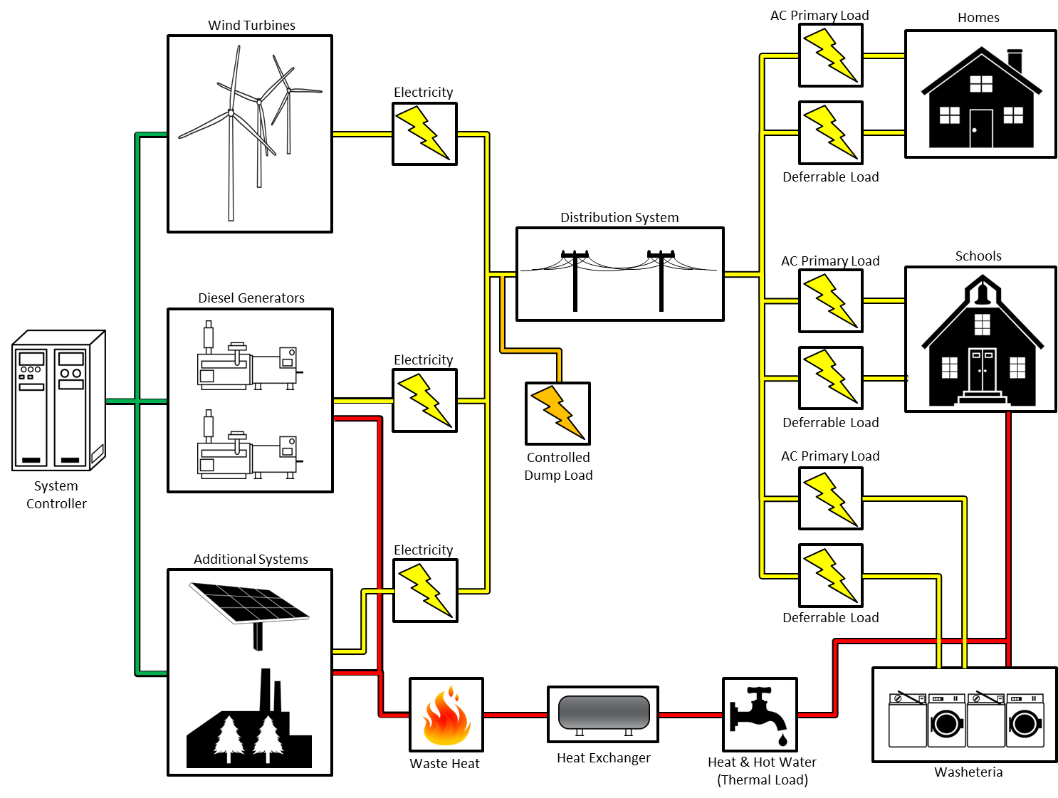 Wind Turbines
AC Primary Load
Homes
Electricity
Deferrable Load
Distribution System
AC Primary Load
Schools
Diesel Generators
Electricity
Deferrable Load
Controlled
Dump Load
AC Primary Load
System
Controller
Additional Systems
Electricity
Deferrable Load
Waste Heat
Heat Exchanger
Heat & Hot Water
(Thermal Load)
Washeteria